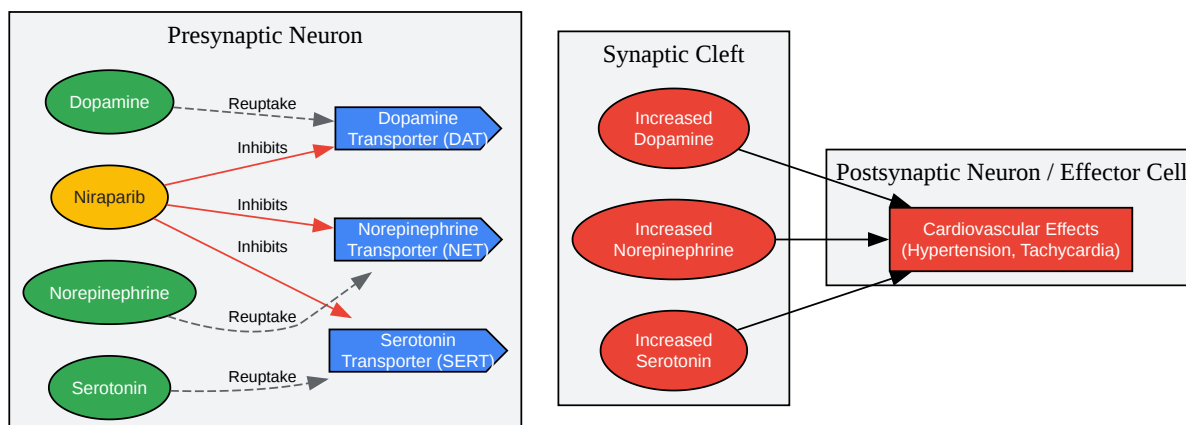 Presynaptic Neuron
Dopamine
Reuptake
Dopamine
Transporter (DAT)
Inhibits
Niraparib
Inhibits
Norepinephrine
Transporter (NET)
Inhibits
Norepinephrine
Reuptake
Serotonin
Transporter (SERT)
Reuptake
Serotonin
Synaptic Cleft
Increased
Dopamine
Increased
Norepinephrine
Increased
Serotonin
Postsynaptic Neuron / Effector Cell
Cardiovascular Effects
(Hypertension, Tachycardia)